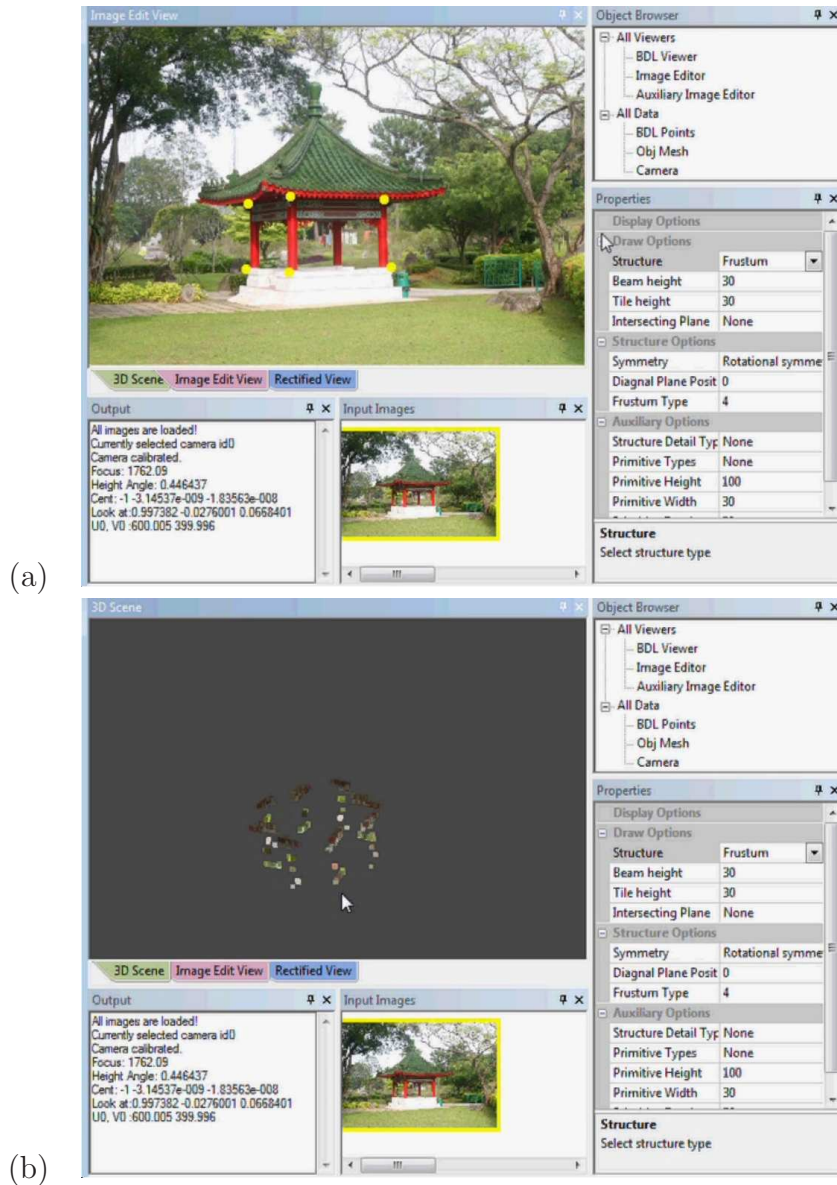 Image Edit View
Object Browser
All Viewers
BDL Viewer
Image Editor
Auxiliary Image Editor
All Data
BDL Points
Obj Mesh
Camera
Properties
Display Options
Draw Options
Structure Frustum
Beam height 30
Tile height 30
Intersecting Plane None
Structure Options
Symmetry Rotational symme
Diagnal Plane Posit 0
Frustum Type 4
Auxiliary Options
Structure Detail Typ None
Primitive Types None
Primitive Height 100
Primitive Width 30
Structure
Select structure type
3D Scene Image Edit View Rectified View
Output
All images are loaded!
Currently selected camera id0
Camera calibrated.
Focus: 1762.09
Height Angle: 0.446437
Cent: -1 -3.14537e-009 -1.83563e-008
Look at:0.997382 -0.0276001 0.0668401
U0, V0 :600.005 399.996
Input Images
(a)
3D Scene
Object Browser
All Viewers
BDL Viewer
Image Editor
Auxiliary Image Editor
All Data
BDL Points
Obj Mesh
Camera
Properties
Display Options
Draw Options
Structure Frustum
Beam height 30
Tile height 30
Intersecting Plane None
Structure Options
Symmetry Rotational symme
Diagnal Plane Posit 0
Frustum Type 4
Auxiliary Options
Structure Detail Typ None
Primitive Types None
Primitive Height 100
Primitive Width 30
Structure
Select structure type
3D Scene Image Edit View Rectified View
Output
All images are loaded!
Currently selected camera id0
Camera calibrated.
Focus: 1762.09
Height Angle: 0.446437
Cent: -1 -3.14537e-009 -1.83563e-008
Look at:0.997382 -0.0276001 0.0668401
U0, V0 :600.005 399.996
Input Images
(b)